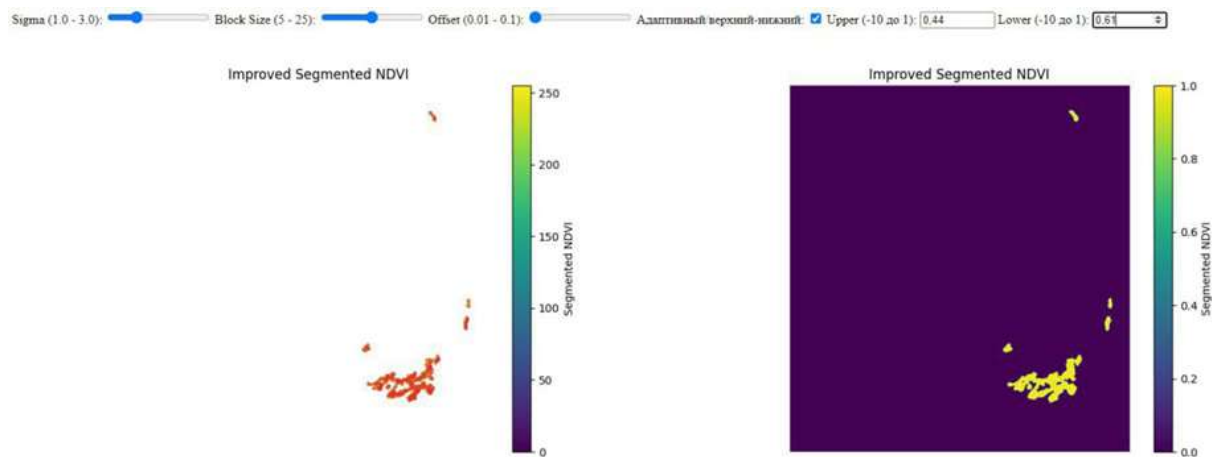 Sigma (1.0 - 3.0): Block Size (5 - 25): Offset (0.01 - 0.1): Адаптивный верхний-нижний: Upper (-10 до 1): 0,44 Lower (-10 до 1): 0,61
Improved Segmented NDVI
250
200
150
100
50
0
Segmented NDVI
Improved Segmented NDVI
1.0
0.8
0.6
0.4
0.2
0.0
Segmented NDVI